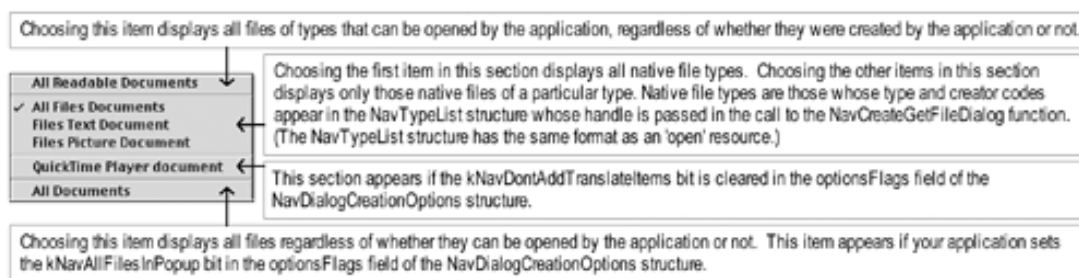 Choosing this item displays all files of types that can be opened by the application, regardless of whether they were created by the application or not.
All Readable Documents
✓ All Files Documents
Files Text Document
Files Picture Document
QuickTime Player document
All Documents
Choosing the first item in this section displays all native file types. Choosing the other items in this section
displays only those native files of a particular type. Native file types are those whose type and creator codes
appear in the NavTypeList structure whose handle is passed in the call to the NavCreateGetFileDialog function.
(The NavTypeList structure has the same format as an 'open' resource.)
This section appears if the kNavDontAddTranslateItems bit is cleared in the optionsFlags field of the
NavDialogCreationOptions structure.
Choosing this item displays all files regardless of whether they can be opened by the application or not. This item appears if your application sets
the kNavAllFilesInPopup bit in the optionsFlags field of the NavDialogCreationOptions structure.